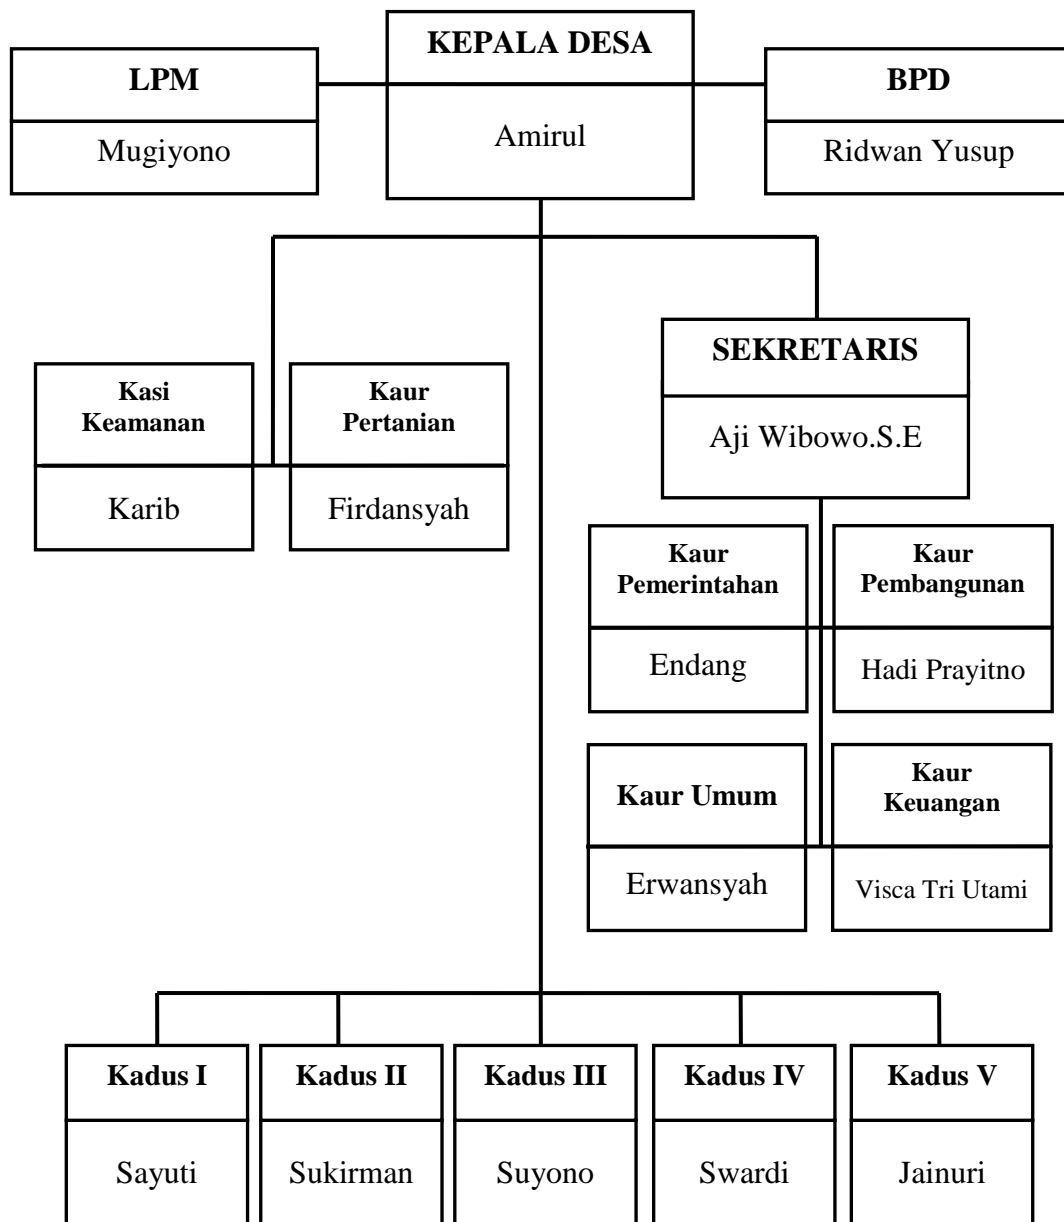 KEPALA DESA
Amirul
LPM
Mugiyono
BPD
Ridwan Yusup
SEKRETARIS
Aji Wibowo.S.E
Kasi
Keamanan
Karib
Kaur
Pertanian
Firdansyah
Kaur
Pemerintahan
Endang
Kaur
Pembangunan
Hadi Prayitno
Kaur Umum
Erwansyah
Kaur
Keuangan
Visca Tri Utami
Kadus I
Sayuti
Kadus II
Sukirman
Kadus III
Suyono
Kadus IV
Swardi
Kadus V
Jainuri